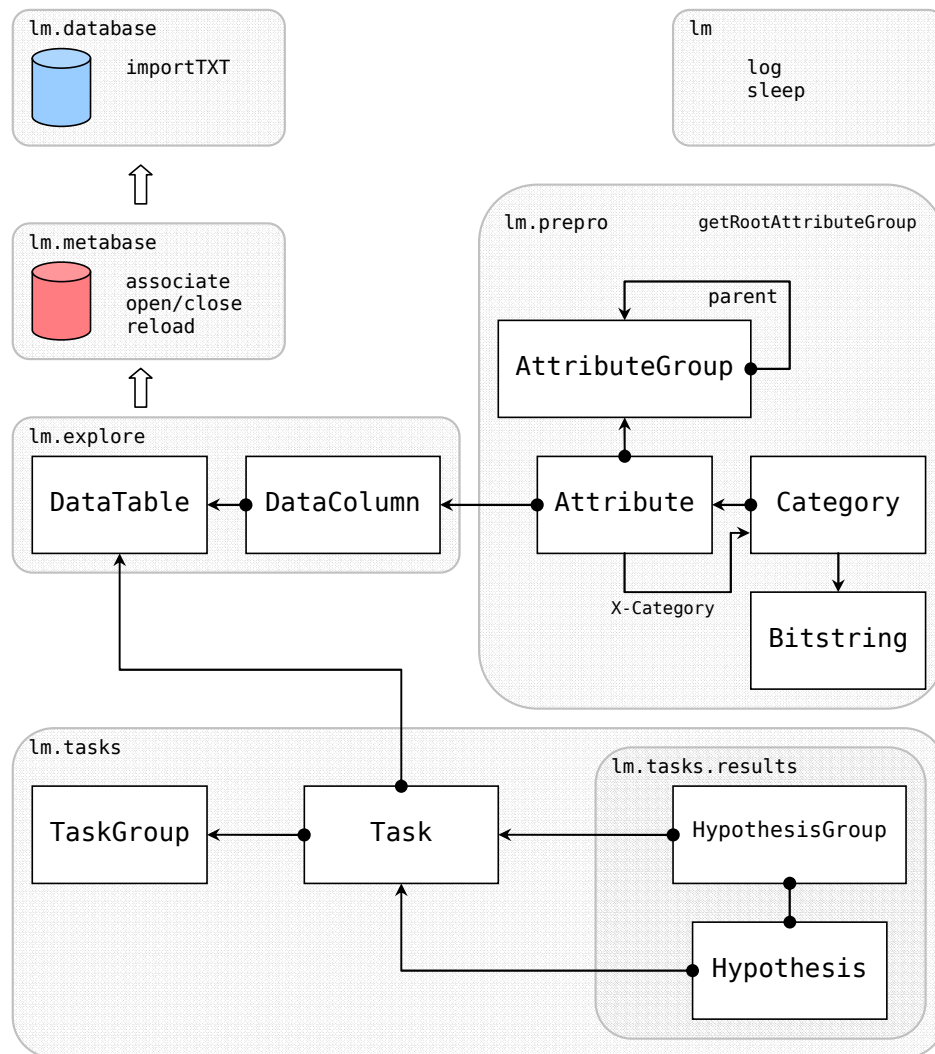 lm.database
importTXT
lm
log
sleep
lm.metabase
associate
open/close
reload
lm.prepro
getRootAttributeGroup
parent
AttributeGroup
lm.explore
DataTable
DataColumn
Attribute
Category
X-Category
Bitstring
lm.tasks
lm.tasks.results
TaskGroup
Task
HypothesisGroup
Hypothesis